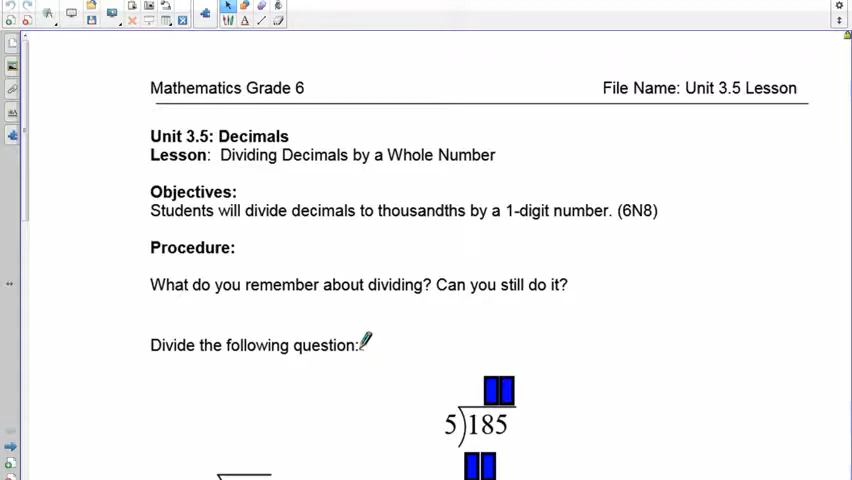 Mathematics Grade 6 File Name: Unit 3.5 Lesson
Unit 3.5: Decimals
Lesson: Dividing Decimals by a Whole Number
Objectives:
Students will divide decimals to thousandths by a 1-digit number. (6N8)
Procedure:
What do you remember about dividing? Can you still do it?
Divide the following question:
5)185